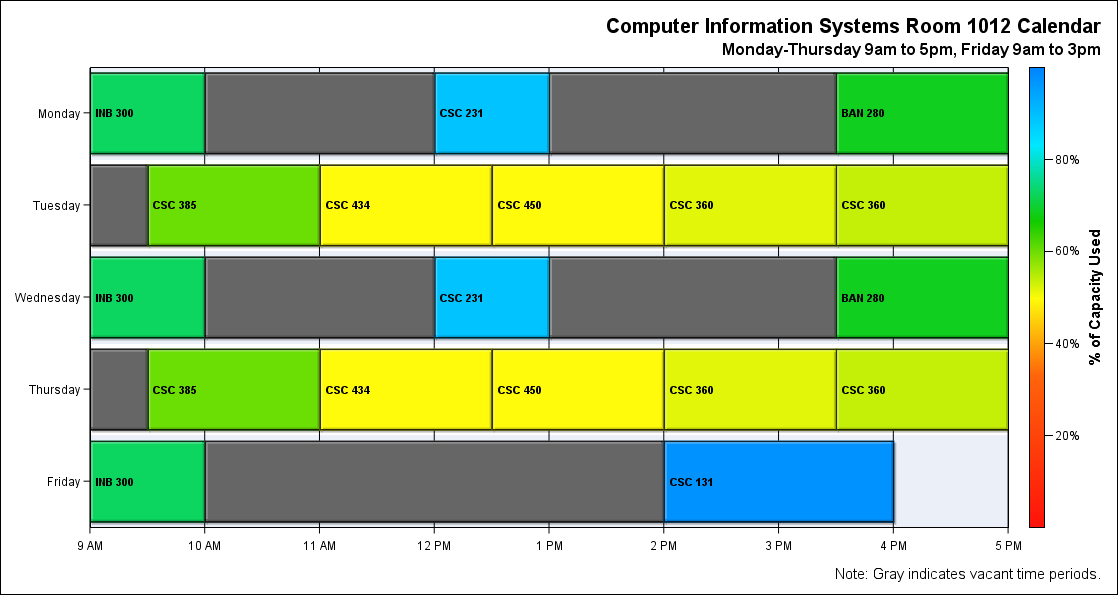 Computer Information Systems Room 1012 Calendar
Monday-Thursday 9am to 5pm, Friday 9am to 3pm
Monday INB 300 CSC 231 BAN 280
80%
Tuesday CSC 385 CSC 434 CSC 450 CSC 360 CSC 360
60%
% of Capacity Used
Wednesday INB 300 CSC 231 BAN 280
40%
Thursday CSC 385 CSC 434 CSC 450 CSC 360 CSC 360
20%
Friday INB 300 CSC 131
9 AM 10 AM 11 AM 12 PM 1 PM 2 PM 3 PM 4 PM 5 PM
Note: Gray indicates vacant time periods.